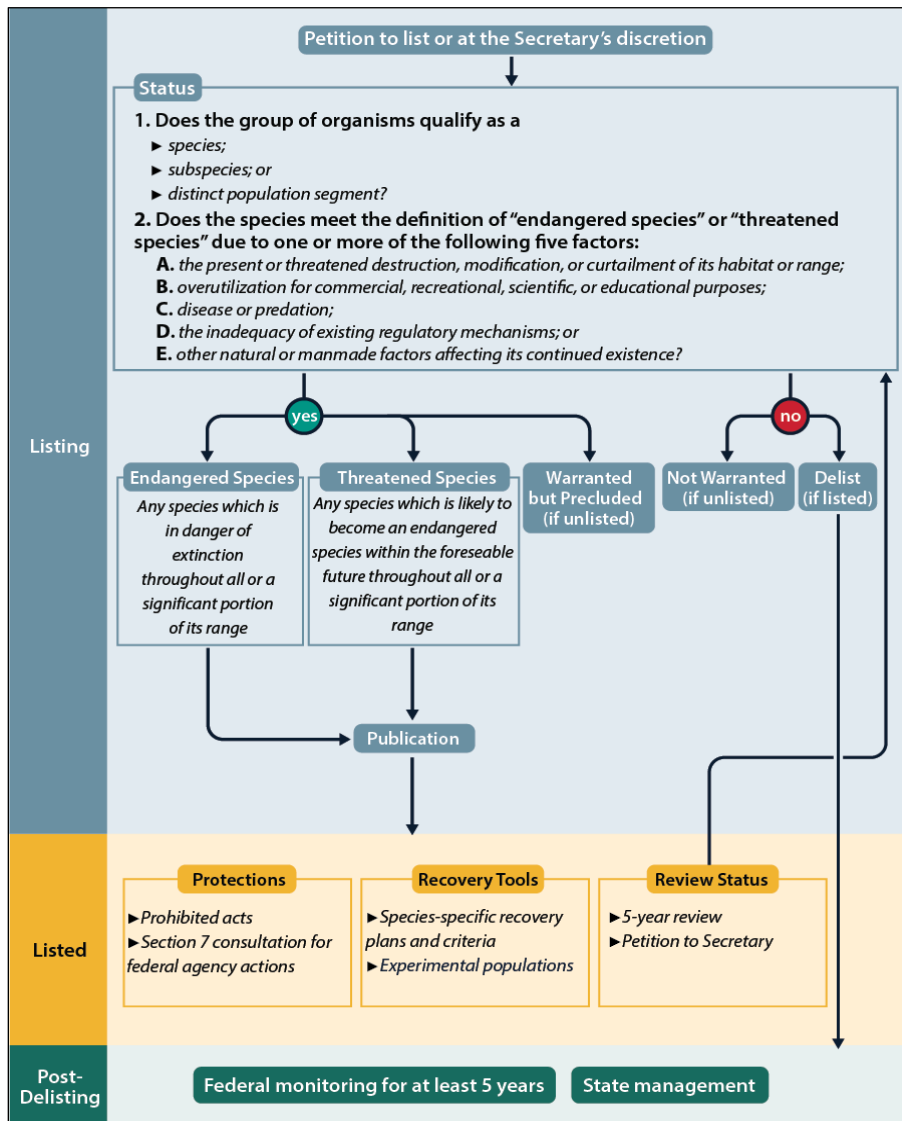 Petition to list or at the Secretary’s discretion
Status
1. Does the group of organisms qualify as a
► species;
► subspecies; or
► distinct population segment?
2. Does the species meet the definition of “endangered species” or “threatened
species” due to one or more of the following five factors:
A. the present or threatened destruction, modification, or curtailment of its habitat or range;
B. overutilization for commercial, recreational, scientific, or educational purposes;
C. disease or predation;
D. the inadequacy of existing regulatory mechanisms; or
E. other natural or manmade factors affecting its continued existence?
yes
no
Listing
Endangered Species
Any species which is
in danger of
extinction
throughout all or a
significant portion
of its range
Threatened Species
Any species which is likely to
become an endangered
species within the foreseable
future throughout all or a
significant portion of its
range
Warranted
but Precluded
(if unlisted)
Not Warranted
(if unlisted)
Delist
(if listed)
Publication
Listed
Protections
►Prohibited acts
►Section 7 consultation for
federal agency actions
Recovery Tools
►Species-specific recovery
plans and criteria
►Experimental populations
Review Status
►5-year review
►Petition to Secretary
Post-
Delisting
Federal monitoring for at least 5 years
State management